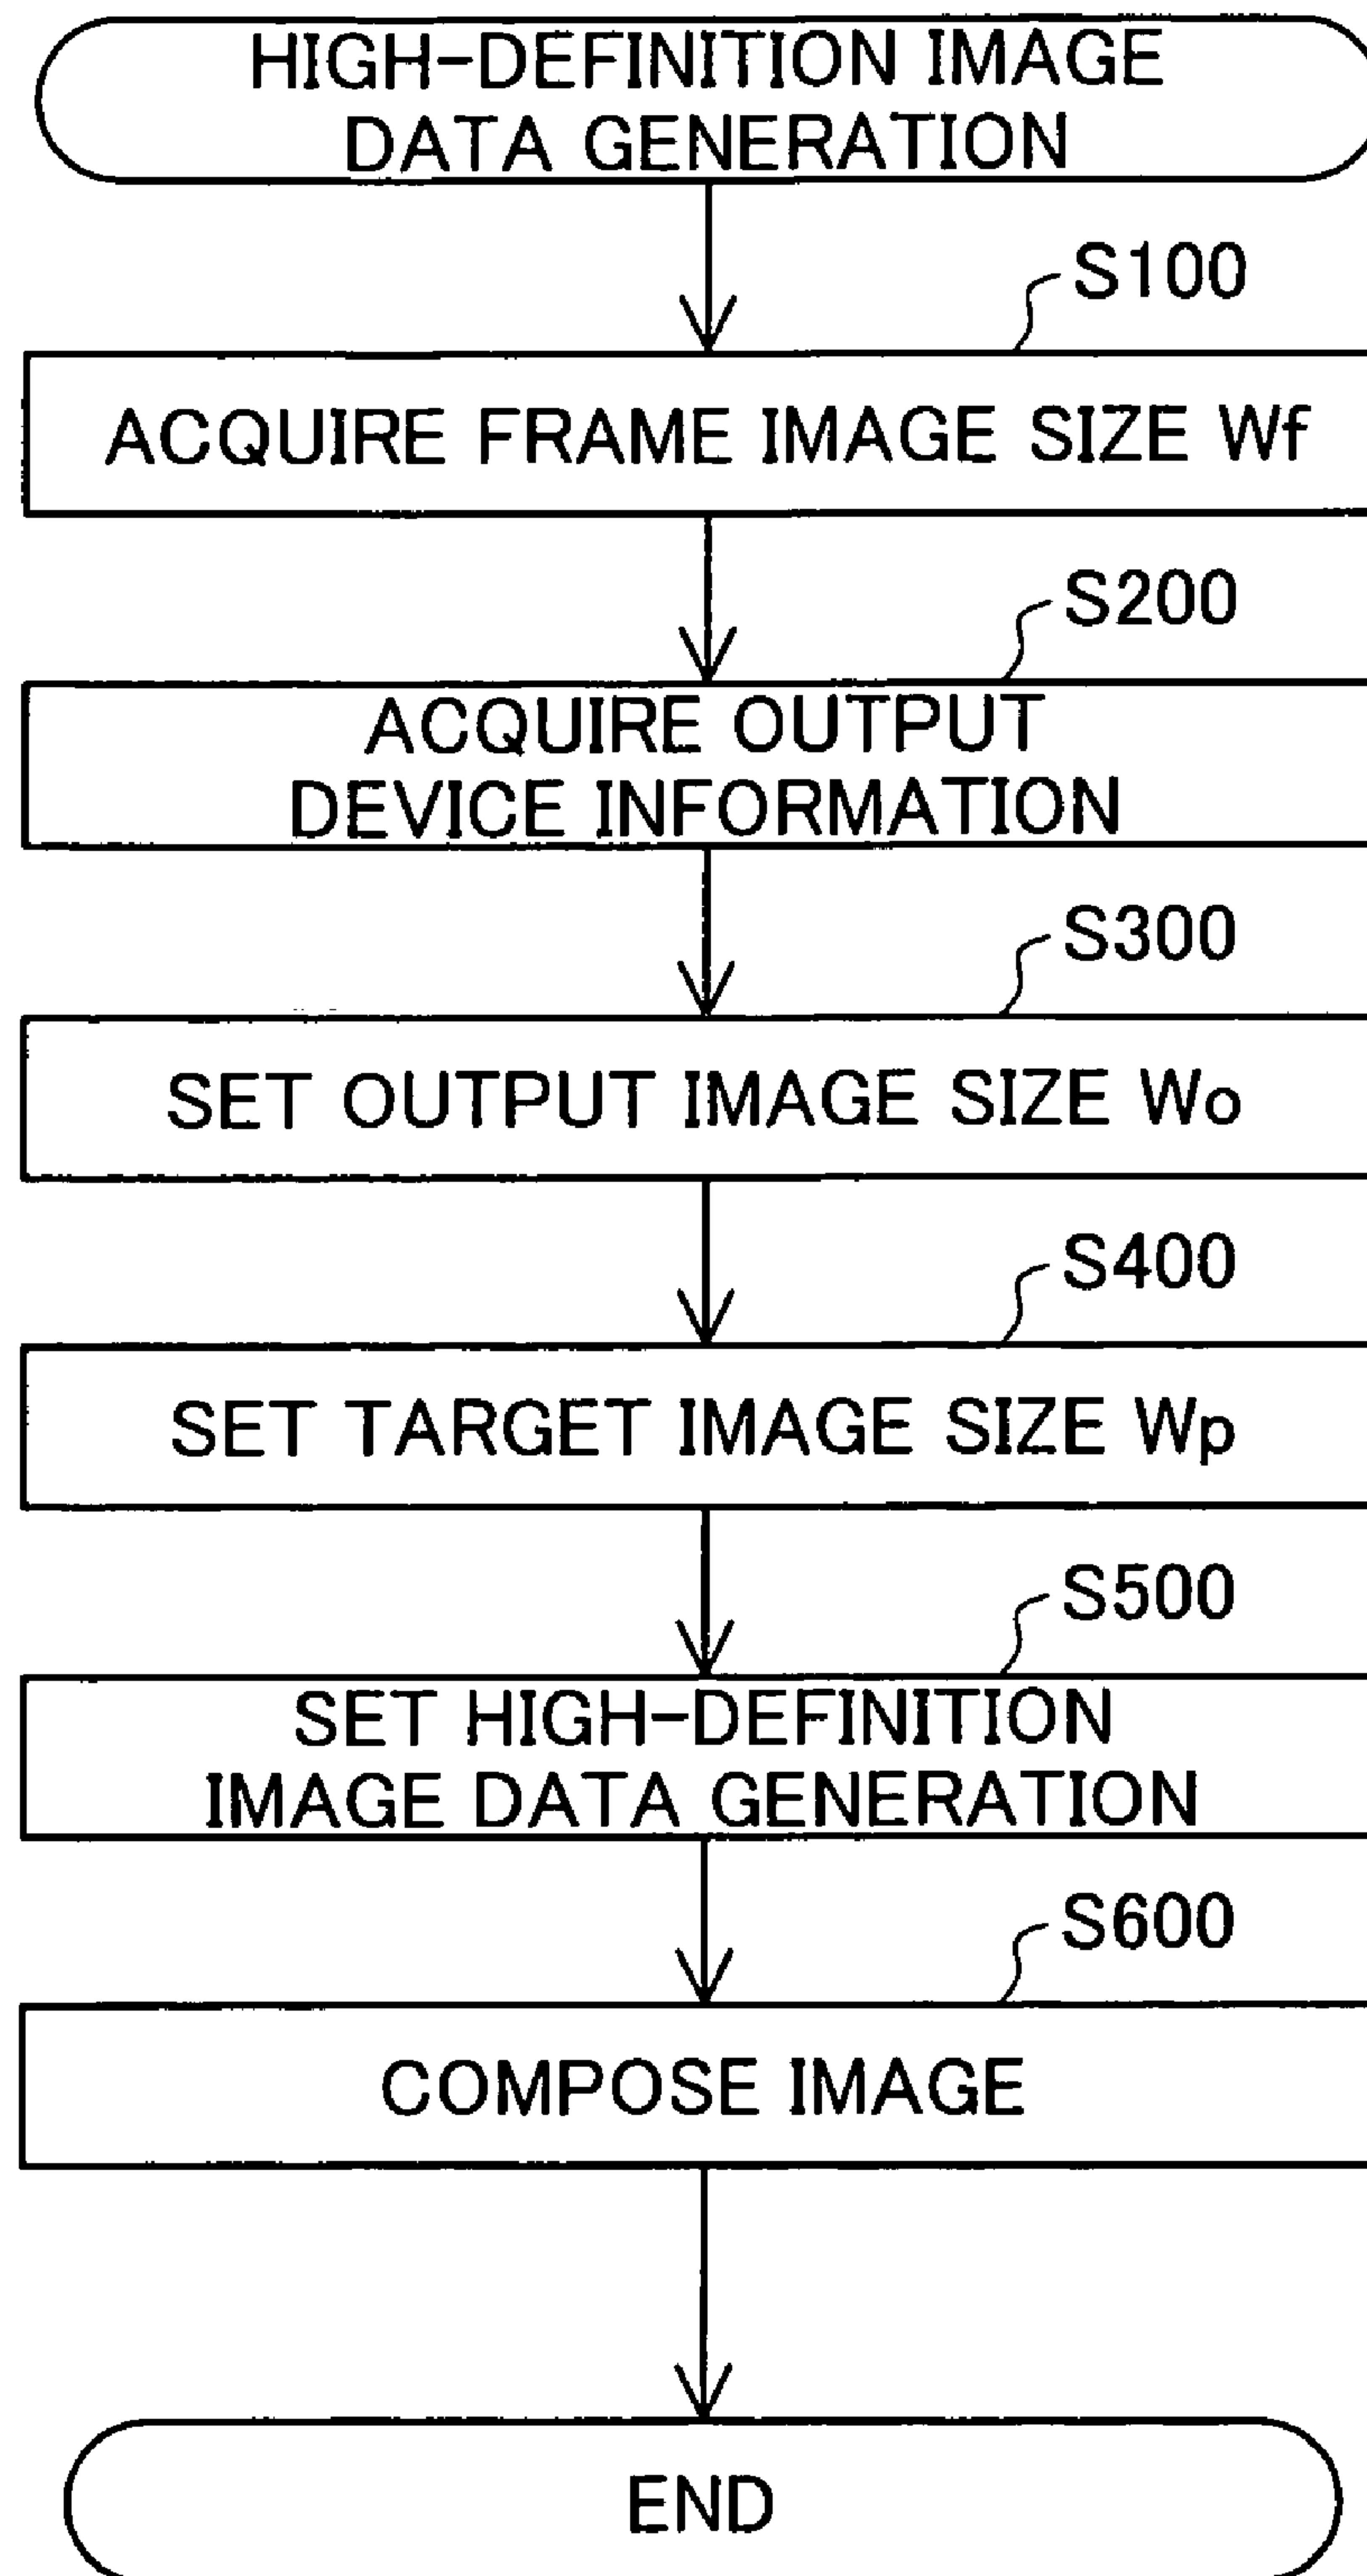 HIGH-DEFINITION IMAGE
DATA GENERATION
S100
ACQUIRE FRAME IMAGE SIZE Wf
S200
ACQUIRE OUTPUT
DEVICE INFORMATION
S300
SET OUTPUT IMAGE SIZE Wo
S400
SET TARGET IMAGE SIZE Wp
S500
SET HIGH-DEFINITION
IMAGE DATA GENERATION
S600
COMPOSE IMAGE
END